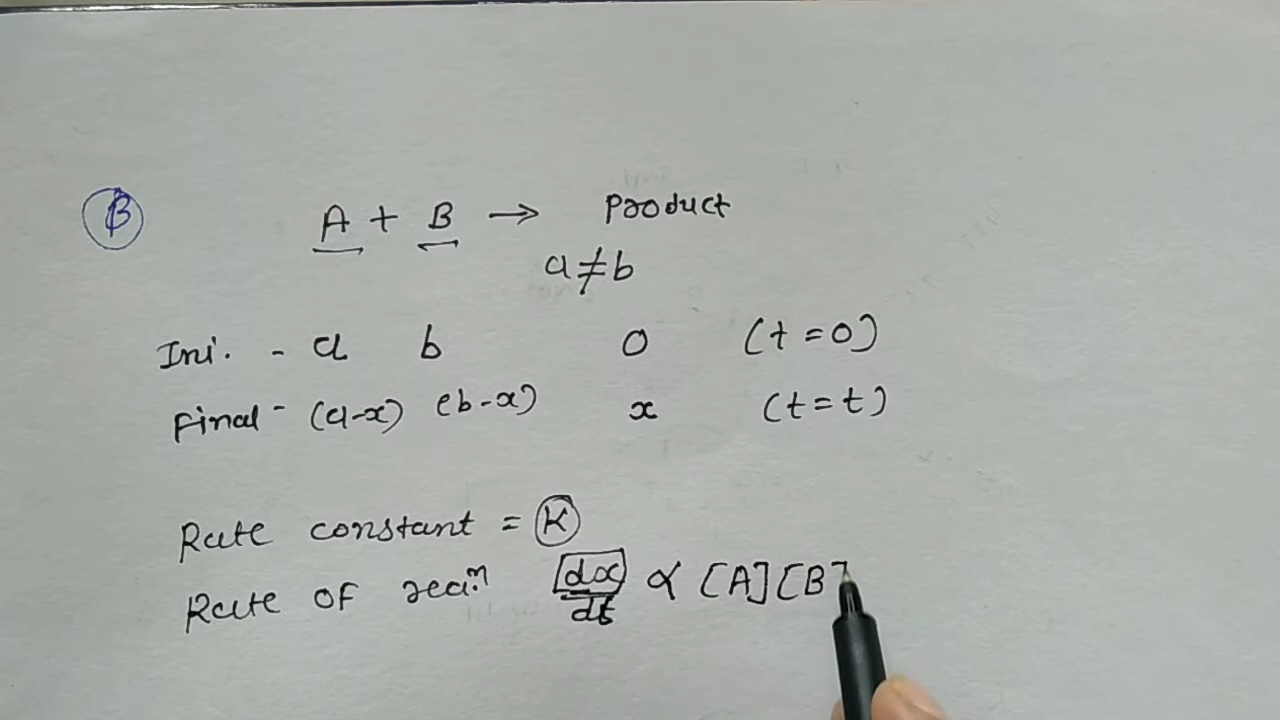 B A + B → Product
a ≠ b
Ini. - a b 0 (t = 0)
Final - (a-x) (b-x) x (t = t)
Rate constant = K
Rate of reacⁿ dx/dt ∝ [A][B]